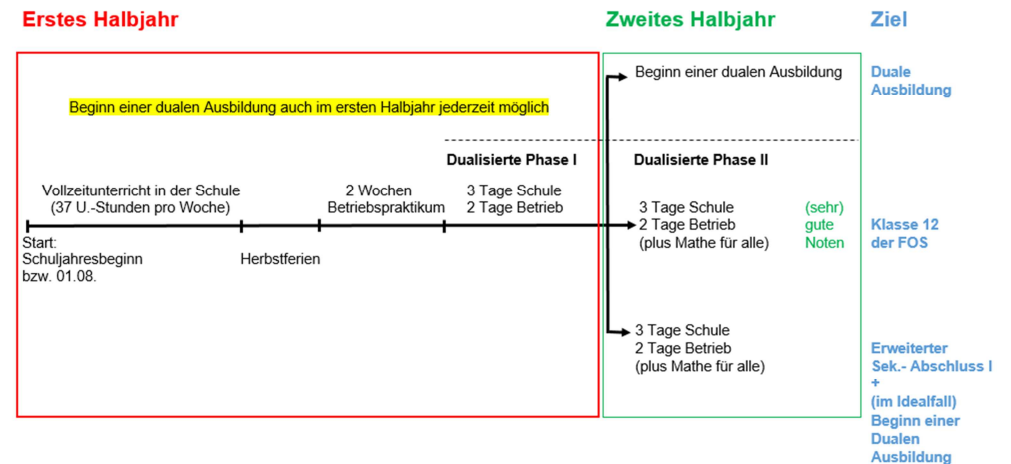 Erstes Halbjahr
Zweites Halbjahr
Ziel
Beginn einer dualen Ausbildung auch im ersten Halbjahr jederzeit möglich
Beginn einer dualen Ausbildung
Duale
Ausbildung
Dualisierte Phase I
Dualisierte Phase II
Vollzeitunterricht in der Schule
(37 U.-Stunden pro Woche)
2 Wochen
Betriebspraktikum
3 Tage Schule
2 Tage Betrieb
Start:
Schuljahresbeginn
bzw. 01.08.
Herbstferien
3 Tage Schule
2 Tage Betrieb
(plus Mathe für alle)
(sehr)
gute
Noten
Klasse 12
der FOS
3 Tage Schule
2 Tage Betrieb
(plus Mathe für alle)
Erweiterter
Sek.- Abschluss I
+
(im Idealfall)
Beginn einer
Dualen
Ausbildung